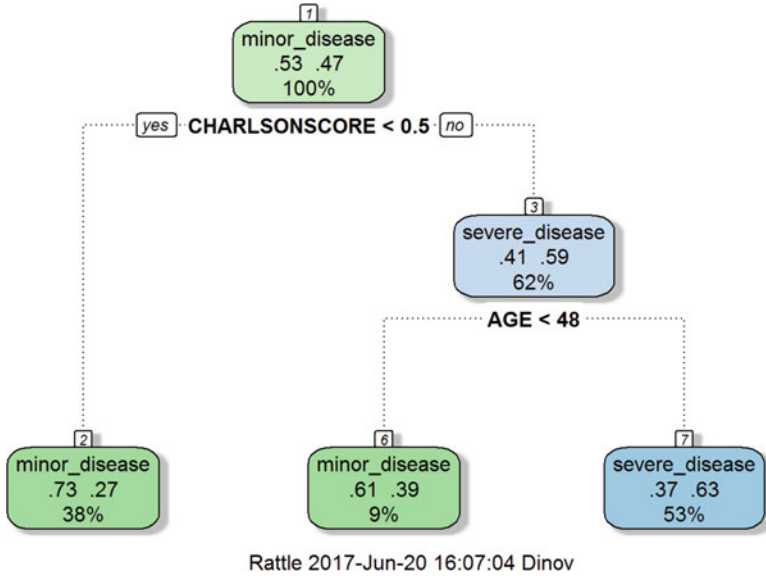 1
minor_disease
.53 .47
100%
yes CHARLSONSCORE < 0.5 no
3
severe_disease
.41 .59
62%
AGE < 48
2
minor_disease
.73 .27
38%
6
minor_disease
.61 .39
9%
7
severe_disease
.37 .63
53%
Rattle 2017-Jun-20 16:07:04 Dinov